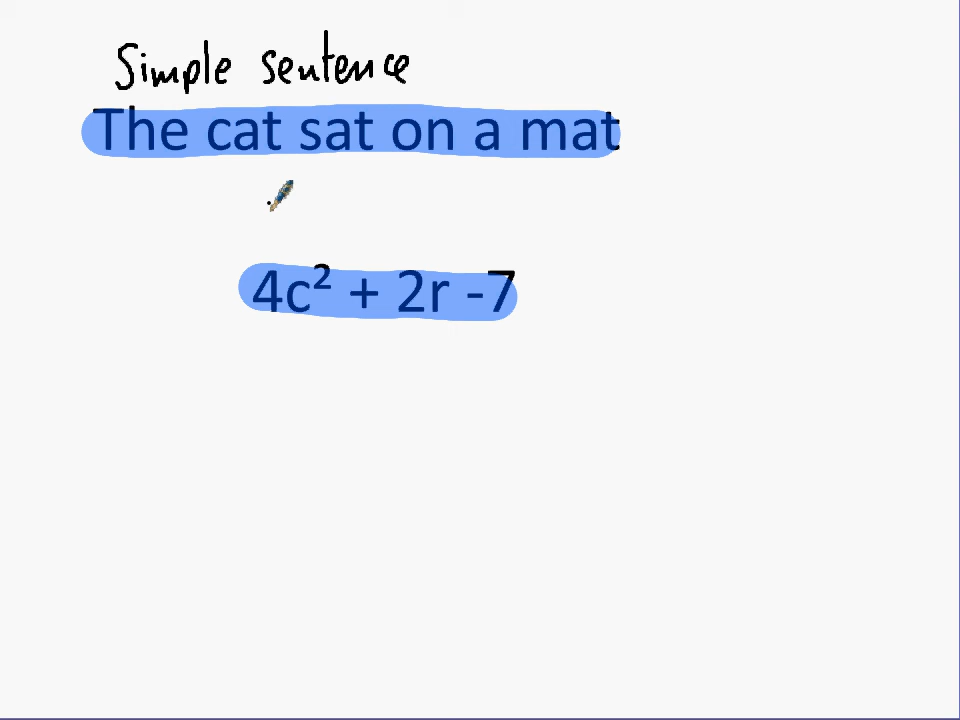 Simple sentence
The cat sat on a mat
4c² + 2r -7